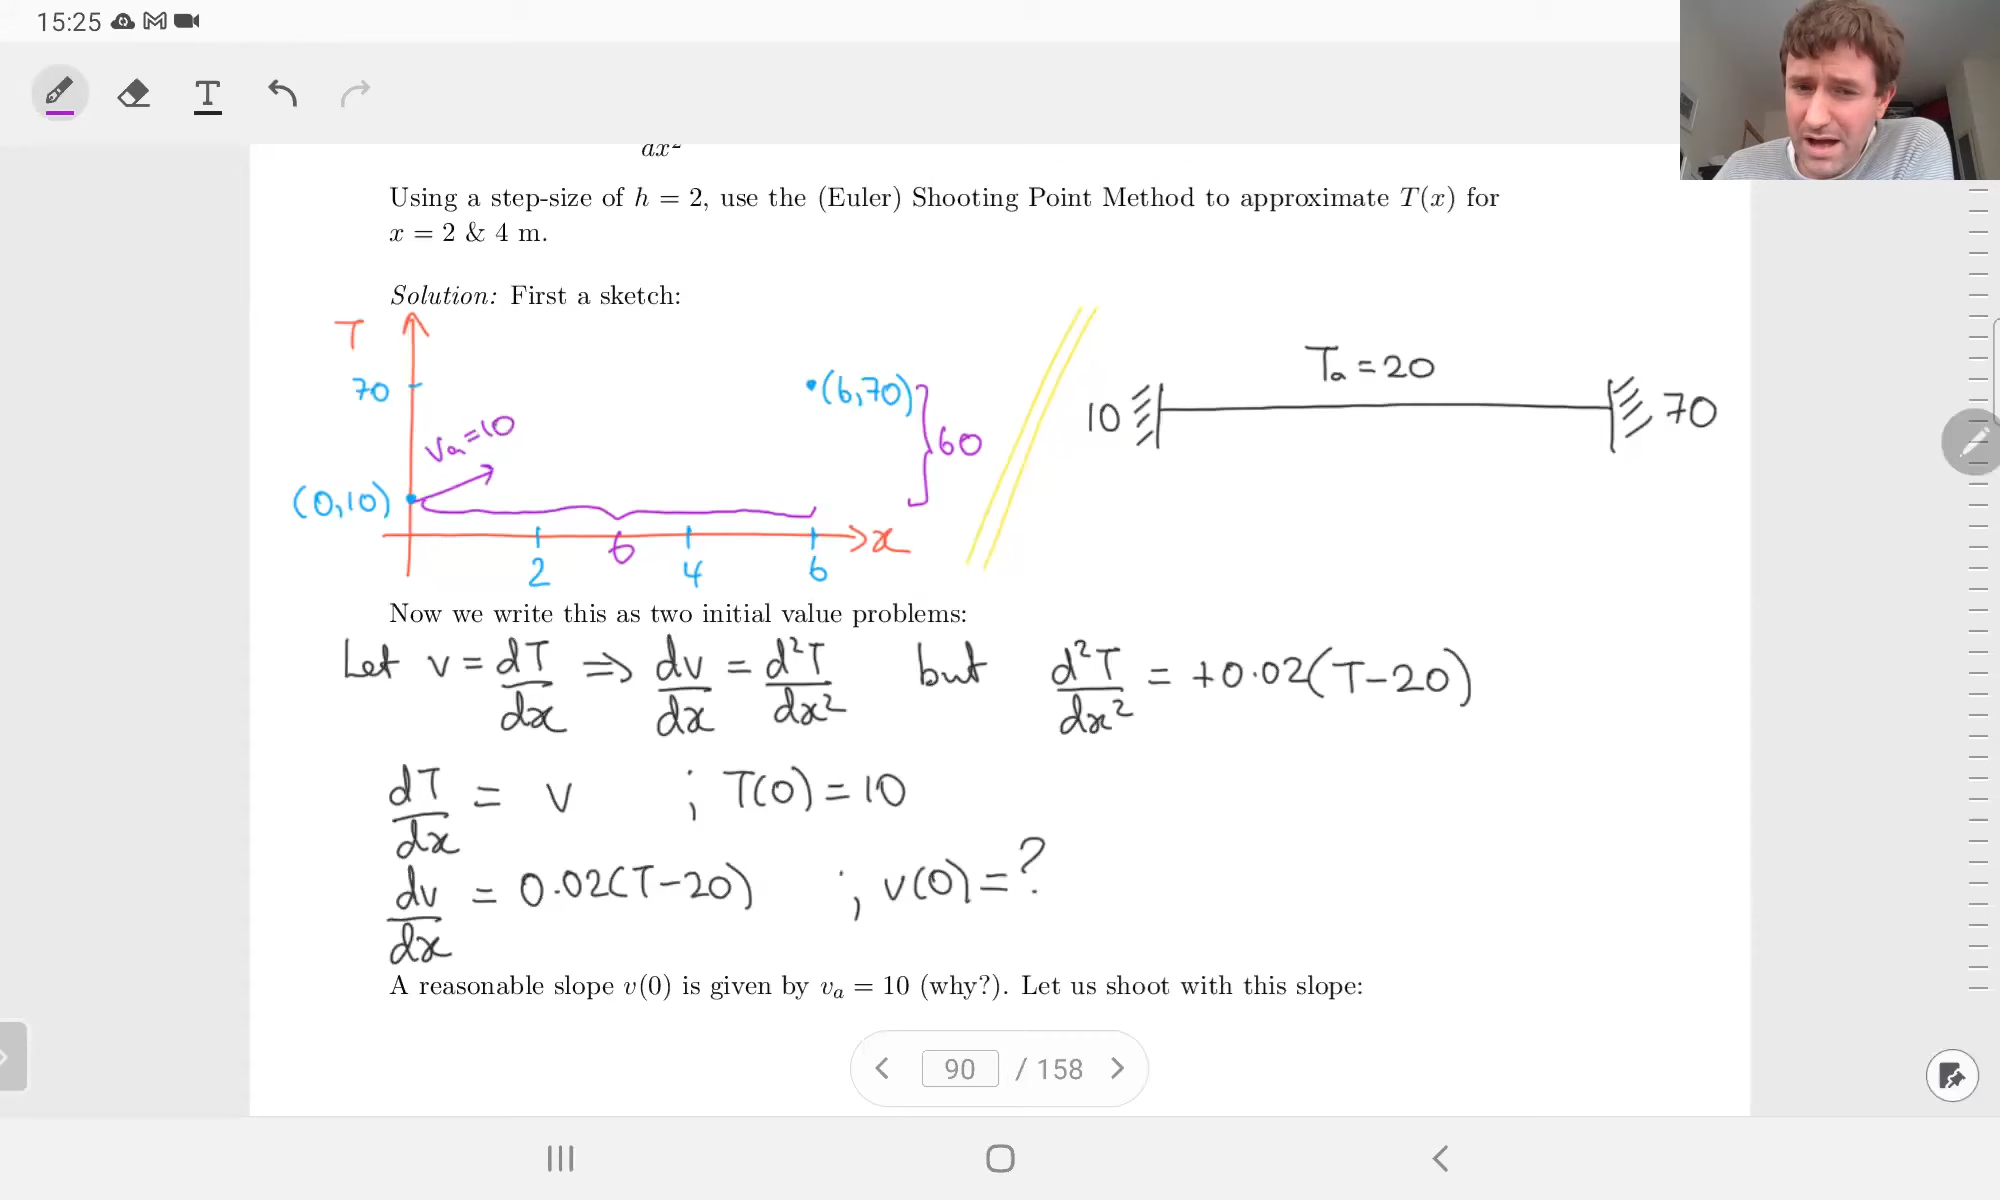 15:25
T
dx²
Using a step-size of h = 2, use the (Euler) Shooting Point Method to approximate T(x) for
x = 2 & 4 m.
Solution: First a sketch:
T
70
vₐ=10
(0,10)
(6,70)
60
2
6
4
6
x
Tₐ=20
10
70
Now we write this as two initial value problems:
Let v = dT/dx ⇒ dv/dx = d²T/dx² but d²T/dx² = +0.02(T-20)
dT/dx = v ; T(0)=10
dv/dx = 0.02(T-20) ; v(0)=?
A reasonable slope v(0) is given by vₐ = 10 (why?). Let us shoot with this slope:
90 / 158